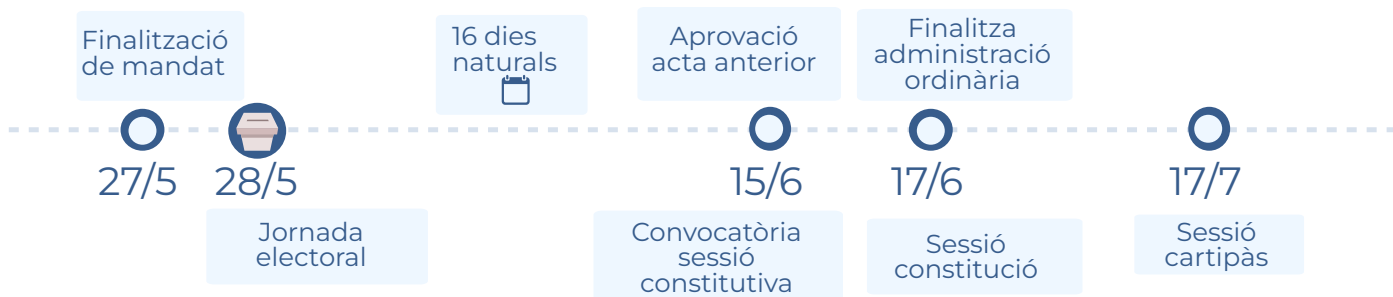 Finalització
de mandat
16 dies
naturals
Aprovació
acta anterior
Finalitza
administració
ordinària
27/5
28/5
15/6
17/6
17/7
Jornada
electoral
Convocatòria
sessió
constitutiva
Sessió
constitució
Sessió
cartipàs